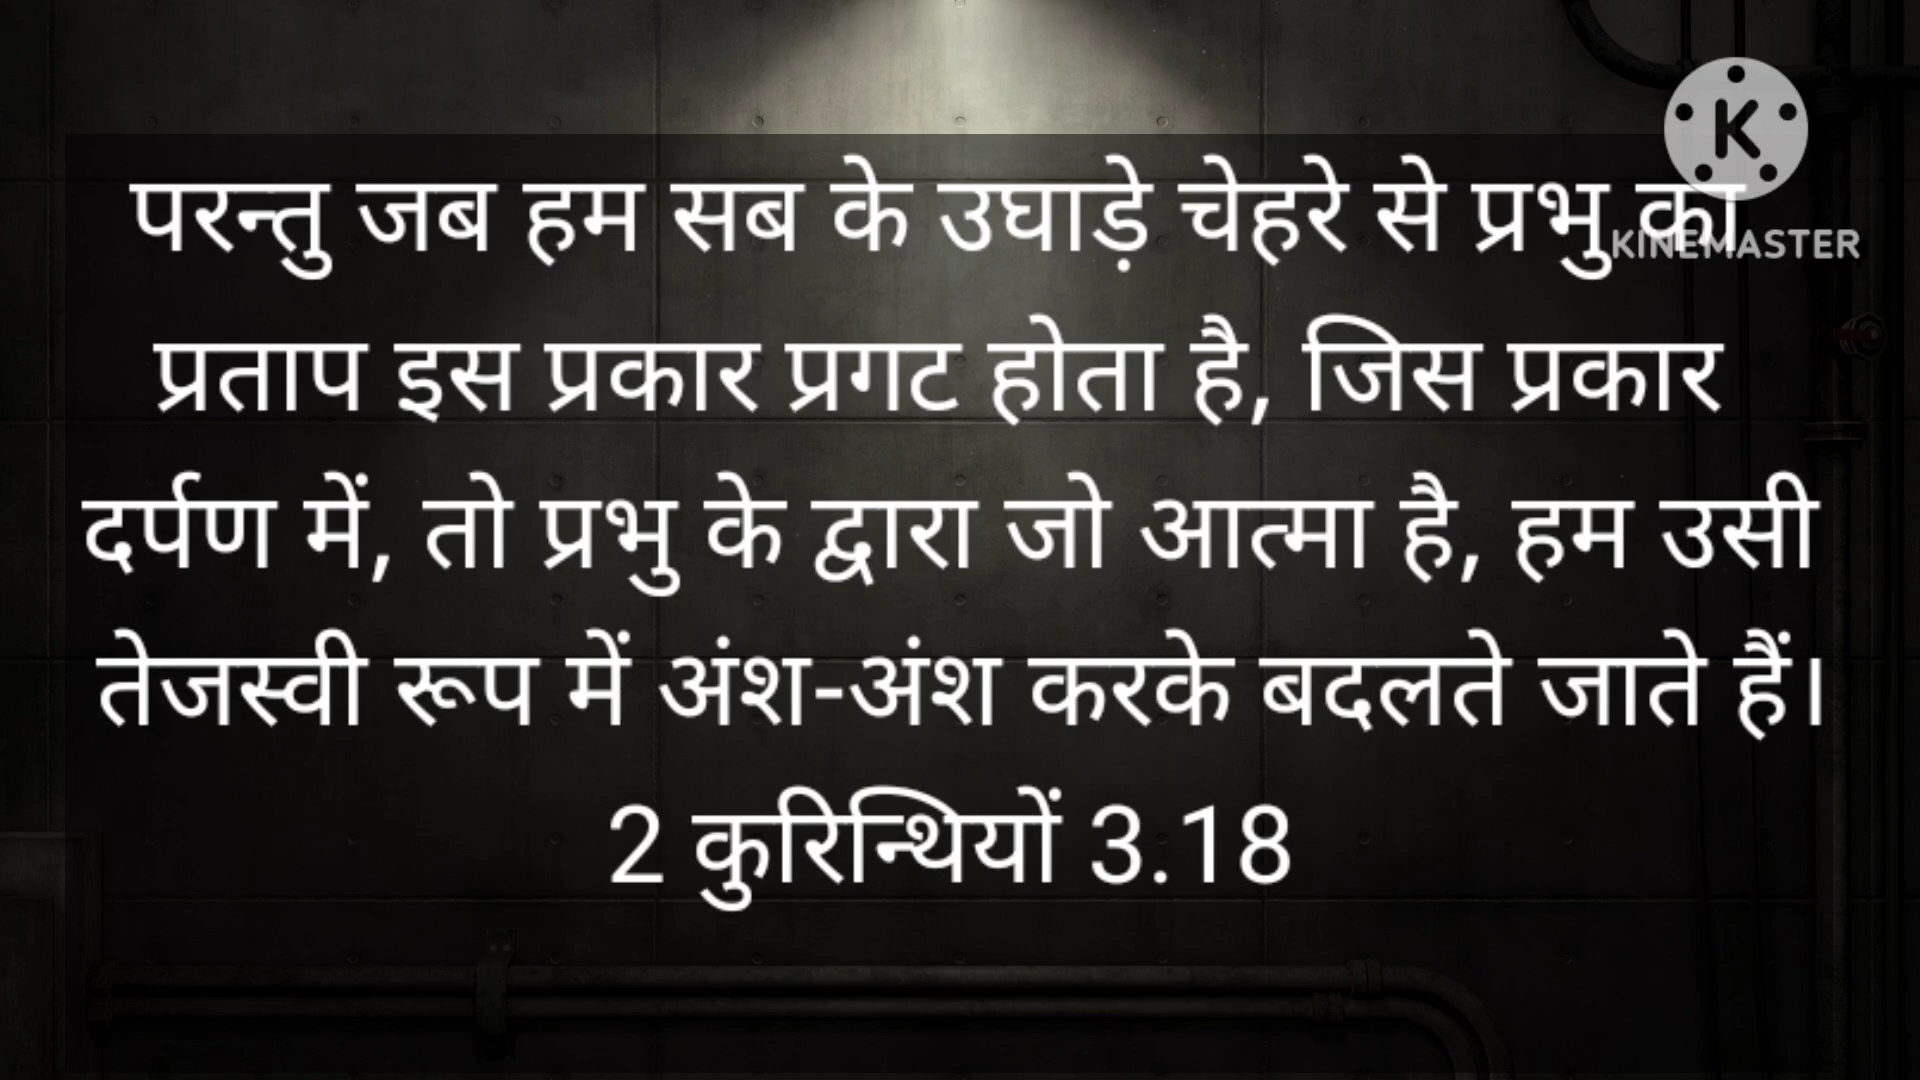 परन्तु जब हम सब के उघाड़े चेहरे से प्रभु का
प्रताप इस प्रकार प्रगट होता है, जिस प्रकार
दर्पण में, तो प्रभु के द्वारा जो आत्मा है, हम उसी
तेजस्वी रूप में अंश-अंश करके बदलते जाते हैं।
2 कुरिन्थियों 3.18
K
KINEMASTER